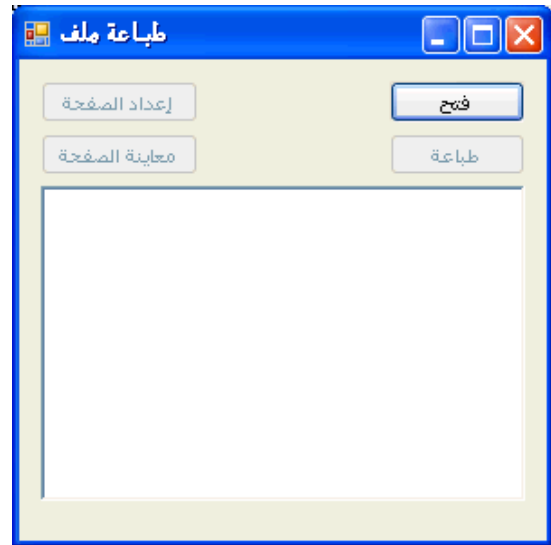 طباعة ملف
فتح
إعداد الصفحة
طباعة
معاينة الصفحة